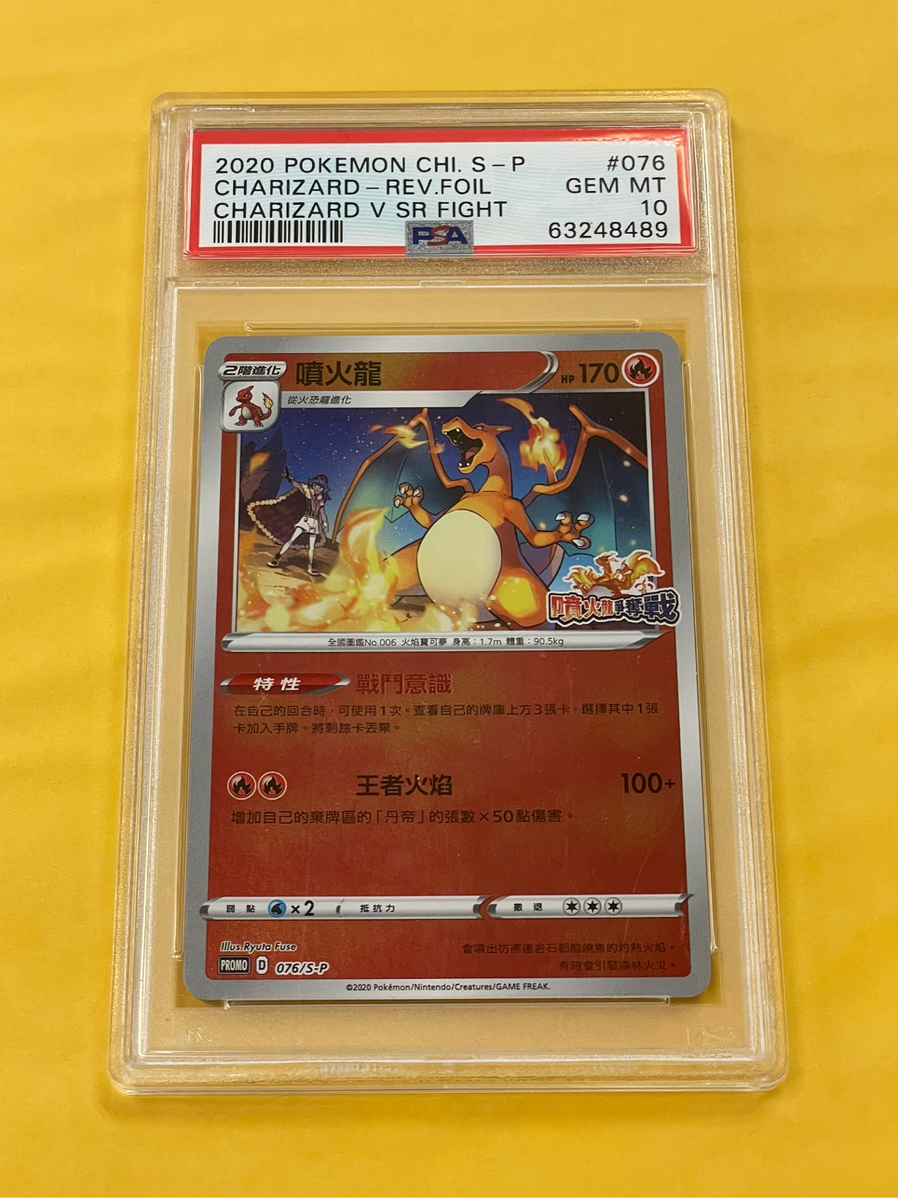 2020 POKEMON CHI. S-P #076
CHARIZARD-REV.FOIL GEM MT
CHARIZARD V SR FIGHT 10
PSA 63248489
2階進化 噴火龍 HP 170
從火恐龍進化
噴火龍爭奪戰
全國圖鑑No.006 火焰寶可夢 身高:1.7m 體重:90.5kg
特性 戰鬥意識
在自己的回合時,可使用1次。查看自己的牌庫上方3張卡,選擇其中1張
卡加入手牌。將剩餘卡丟棄。
王者火焰 100+
增加自己的棄牌區的「丹帝」的張數×50點傷害。
弱點 ×2 抵抗力 撤退
Illus.Ryuta Fuse
會噴出彷彿連岩石都能燒焦的灼熱火焰。
PROMO D 076/S-P
有時會引發森林火災。
©2020 Pokémon/Nintendo/Creatures/GAME FREAK.